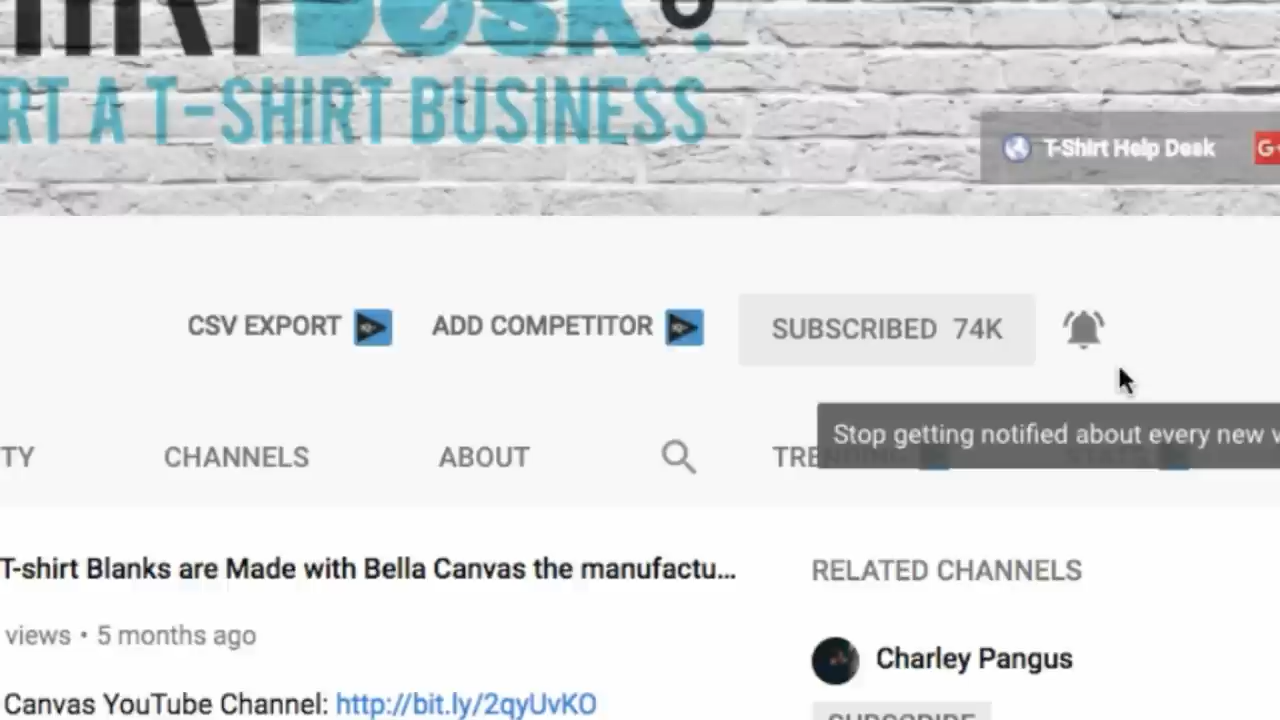 DESK
RT A T-SHIRT BUSINESS
T-Shirt Help Desk
G+
CSV EXPORT
ADD COMPETITOR
SUBSCRIBED 74K
Stop getting notified about every new v
TY
CHANNELS
ABOUT
T-shirt Blanks are Made with Bella Canvas the manufactu...
RELATED CHANNELS
views • 5 months ago
Charley Pangus
Canvas YouTube Channel: http://bit.ly/2qyUvKO
SUBSCRIBE